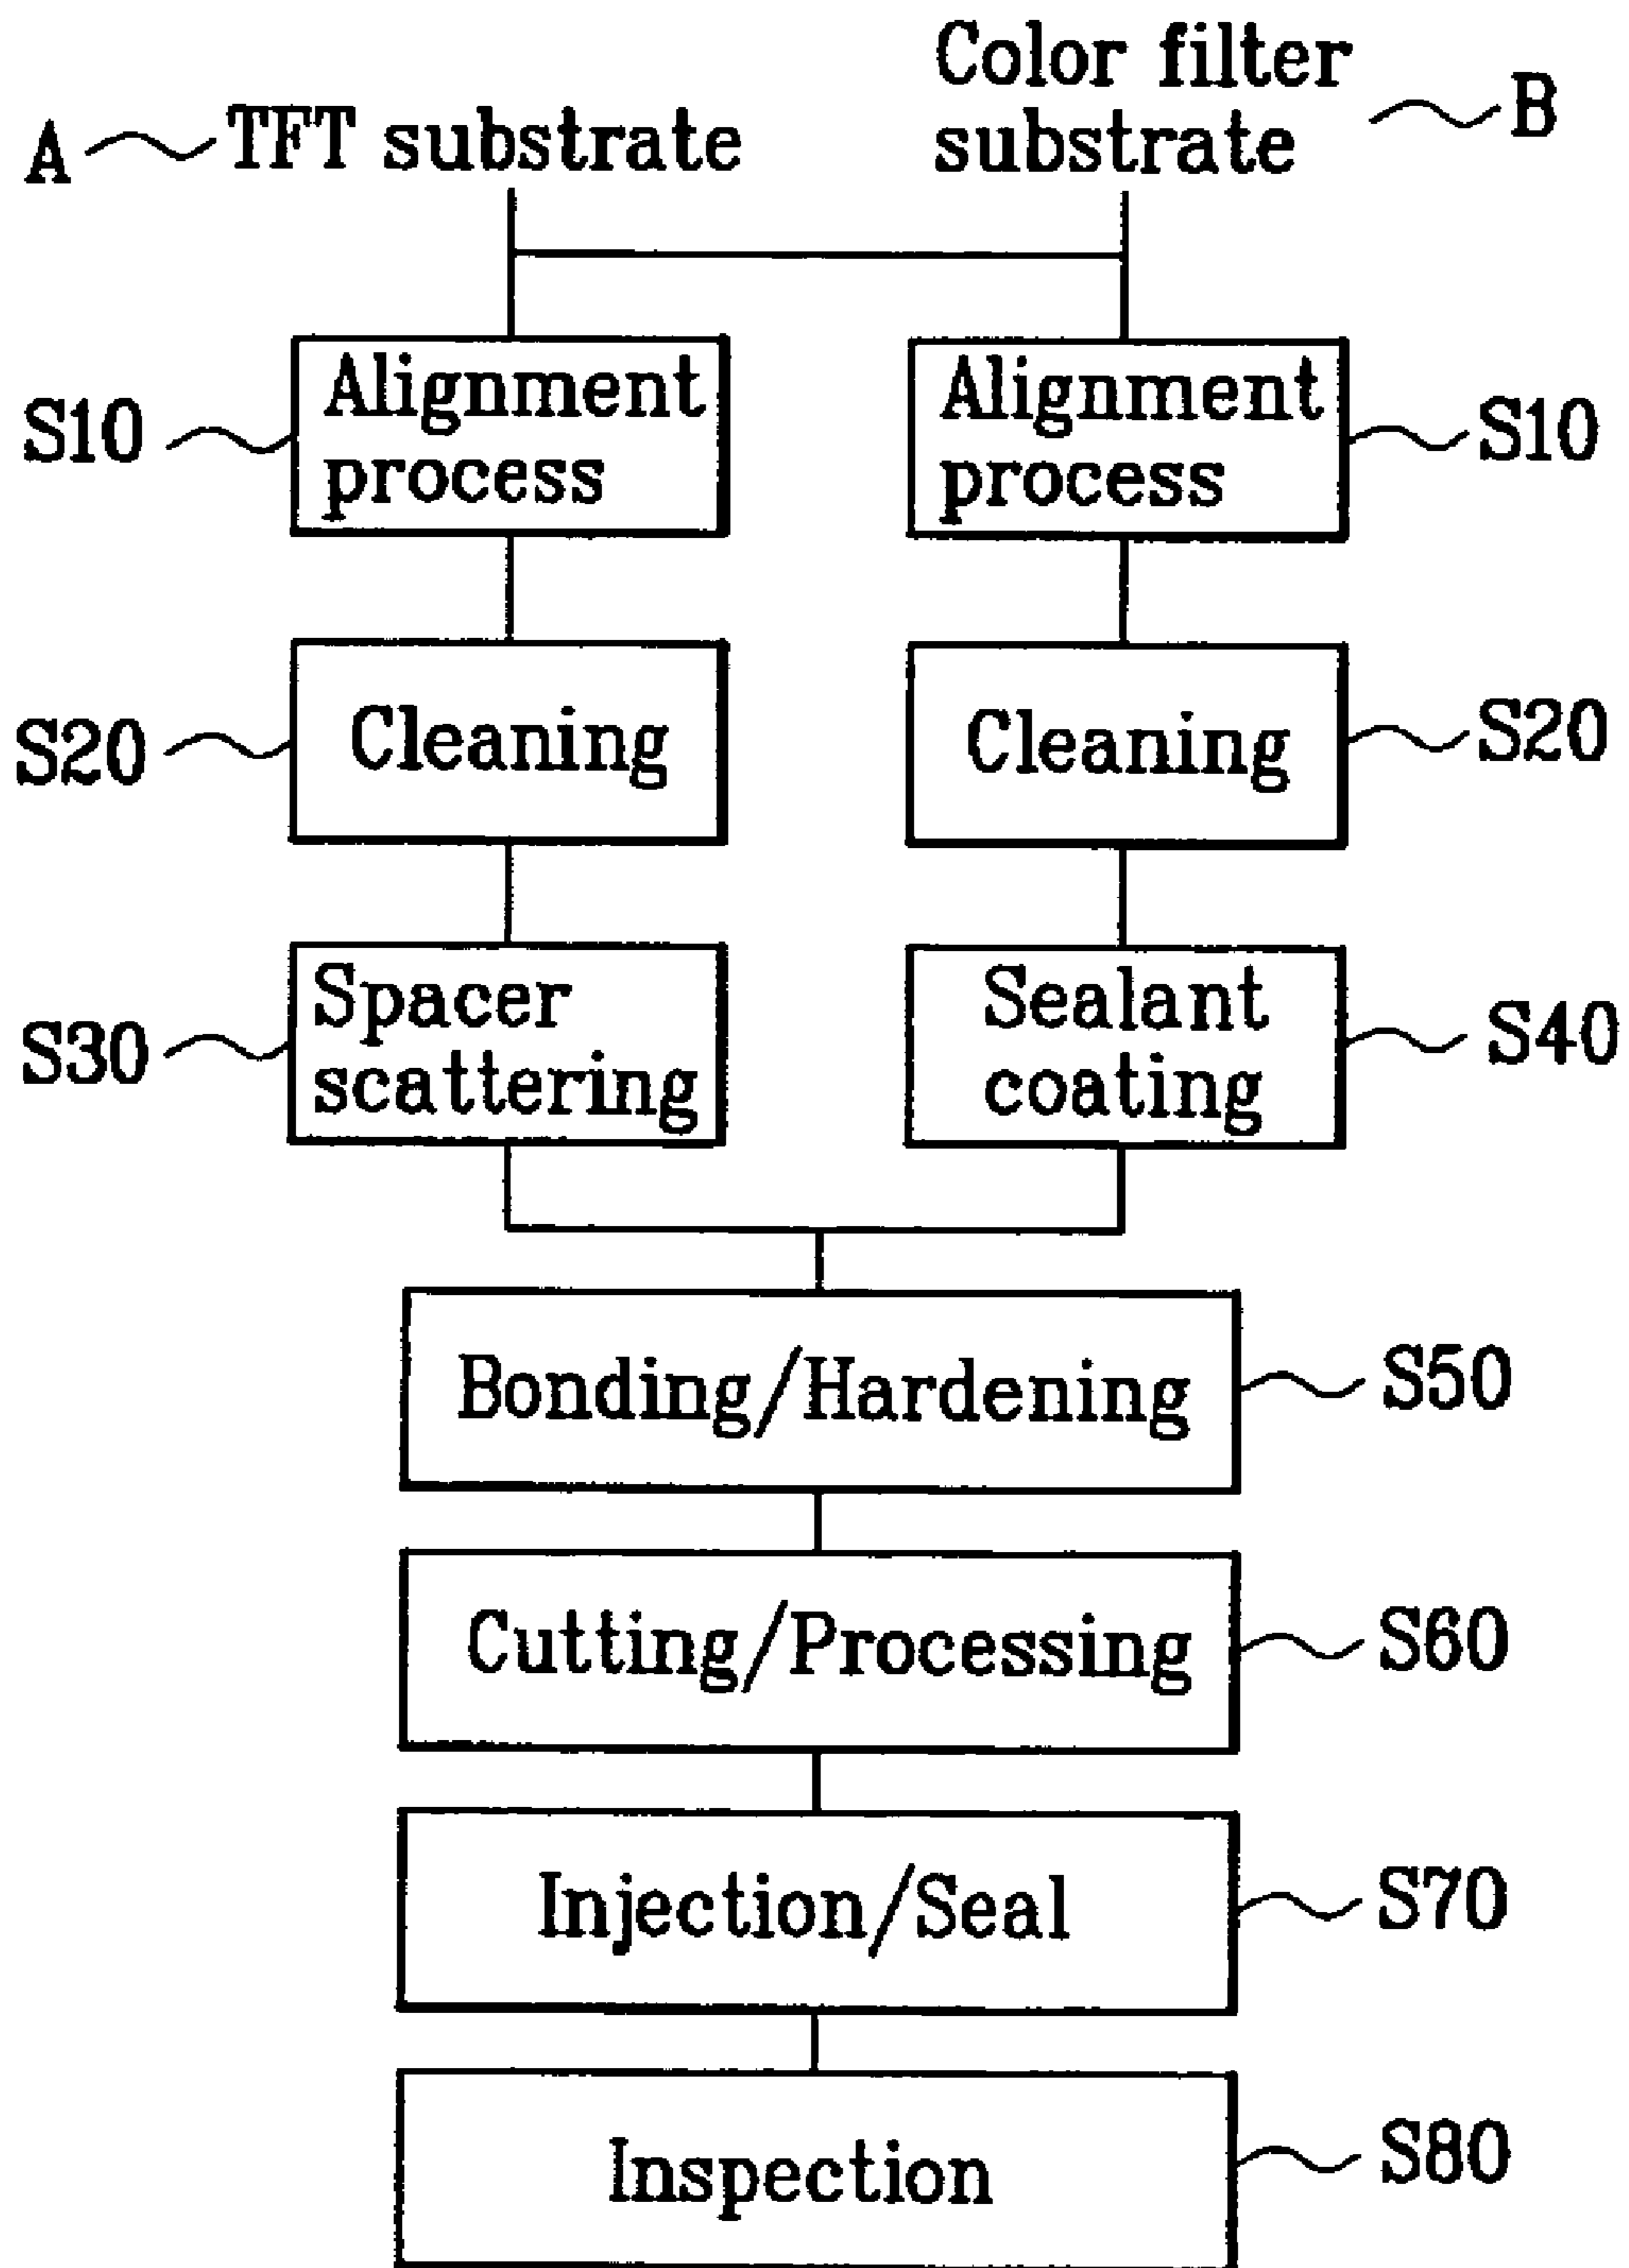 Color filter
substrate
B
A
TFT substrate
S10
Alignment
process
Alignment
process
S10
S20
Cleaning
Cleaning
S20
S30
Spacer
scattering
Sealant
coating
S40
Bonding/Hardening
S50
Cutting/Processing
S60
Injection/Seal
S70
Inspection
S80